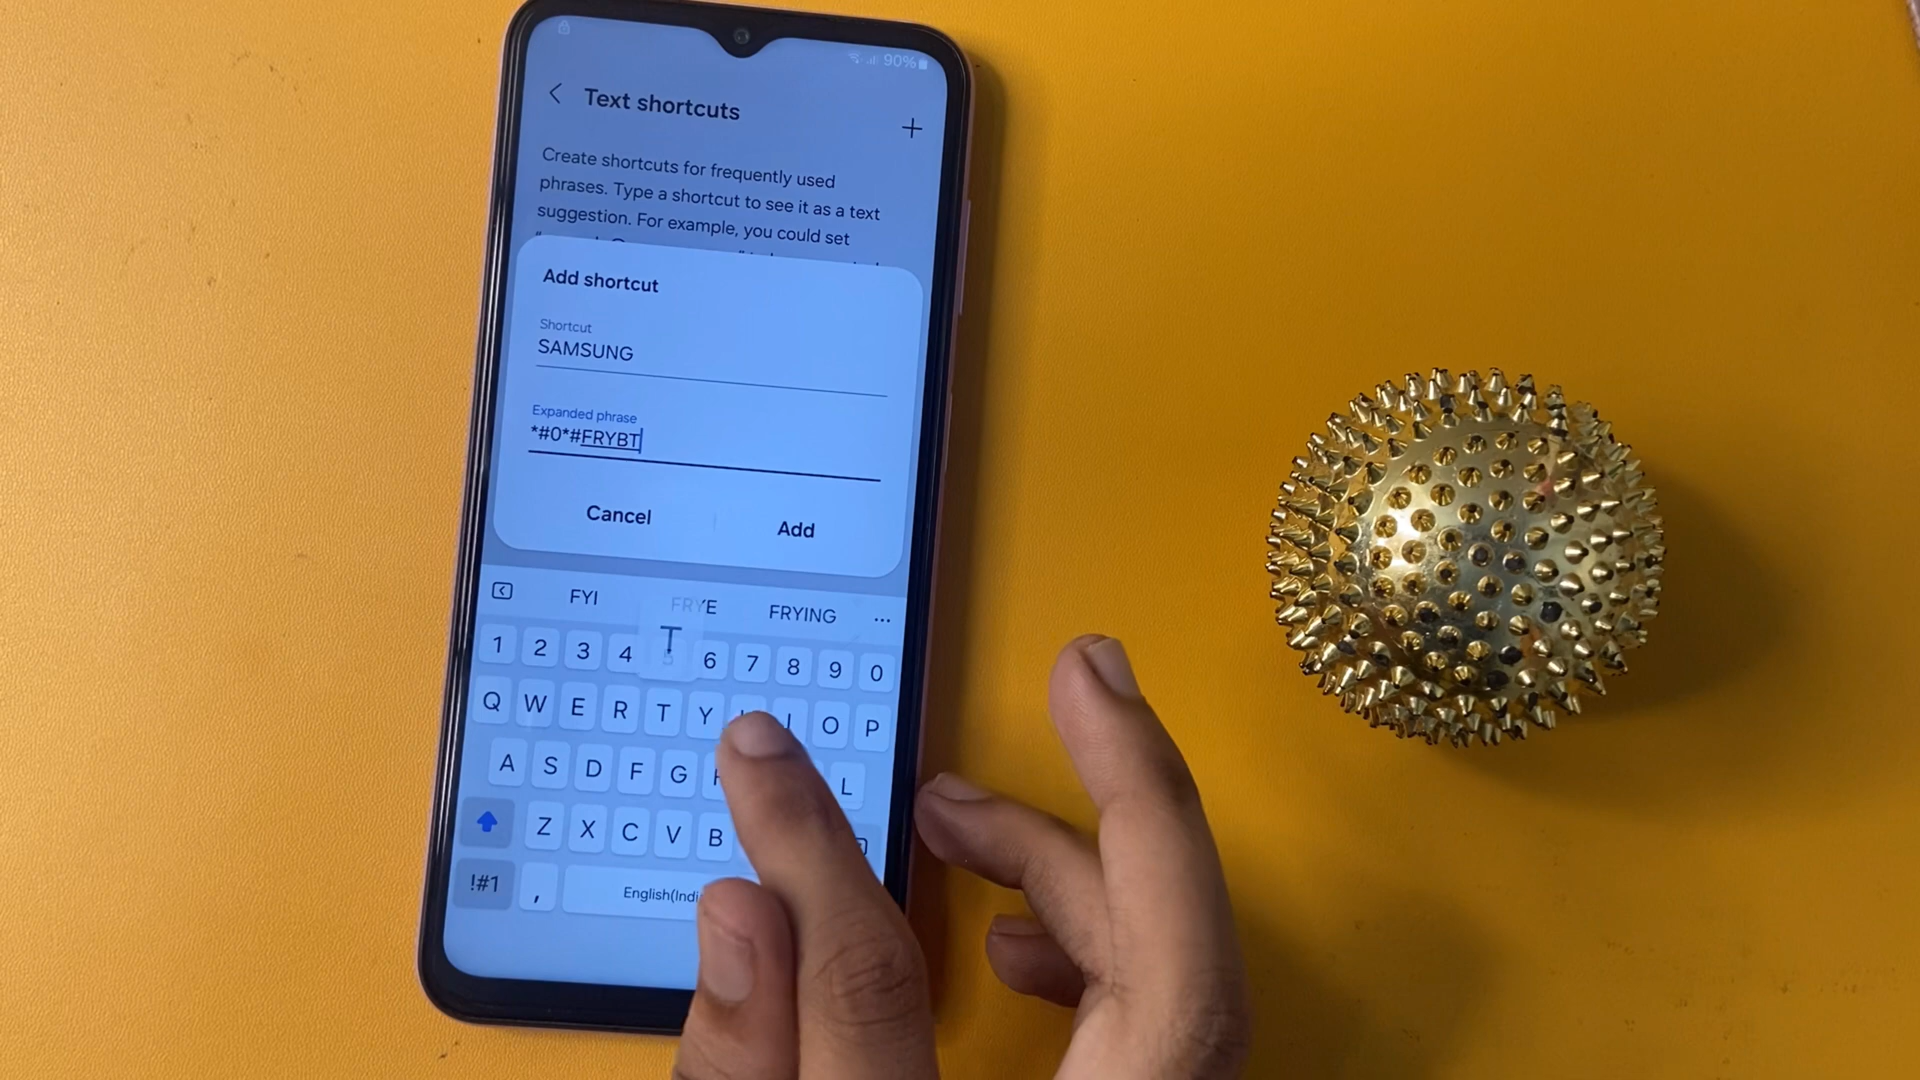 90%
Text shortcuts
+
Create shortcuts for frequently used
phrases. Type a shortcut to see it as a text
suggestion. For example, you could set
Add shortcut
Shortcut
SAMSUNG
Expanded phrase
*#0*#FRYBT
Cancel
Add
FYI FRYE FRYING ...
T
1 2 3 4 5 6 7 8 9 0
Q W E R T Y I O P
A S D F G H L
Z X C V B
!#1 ,